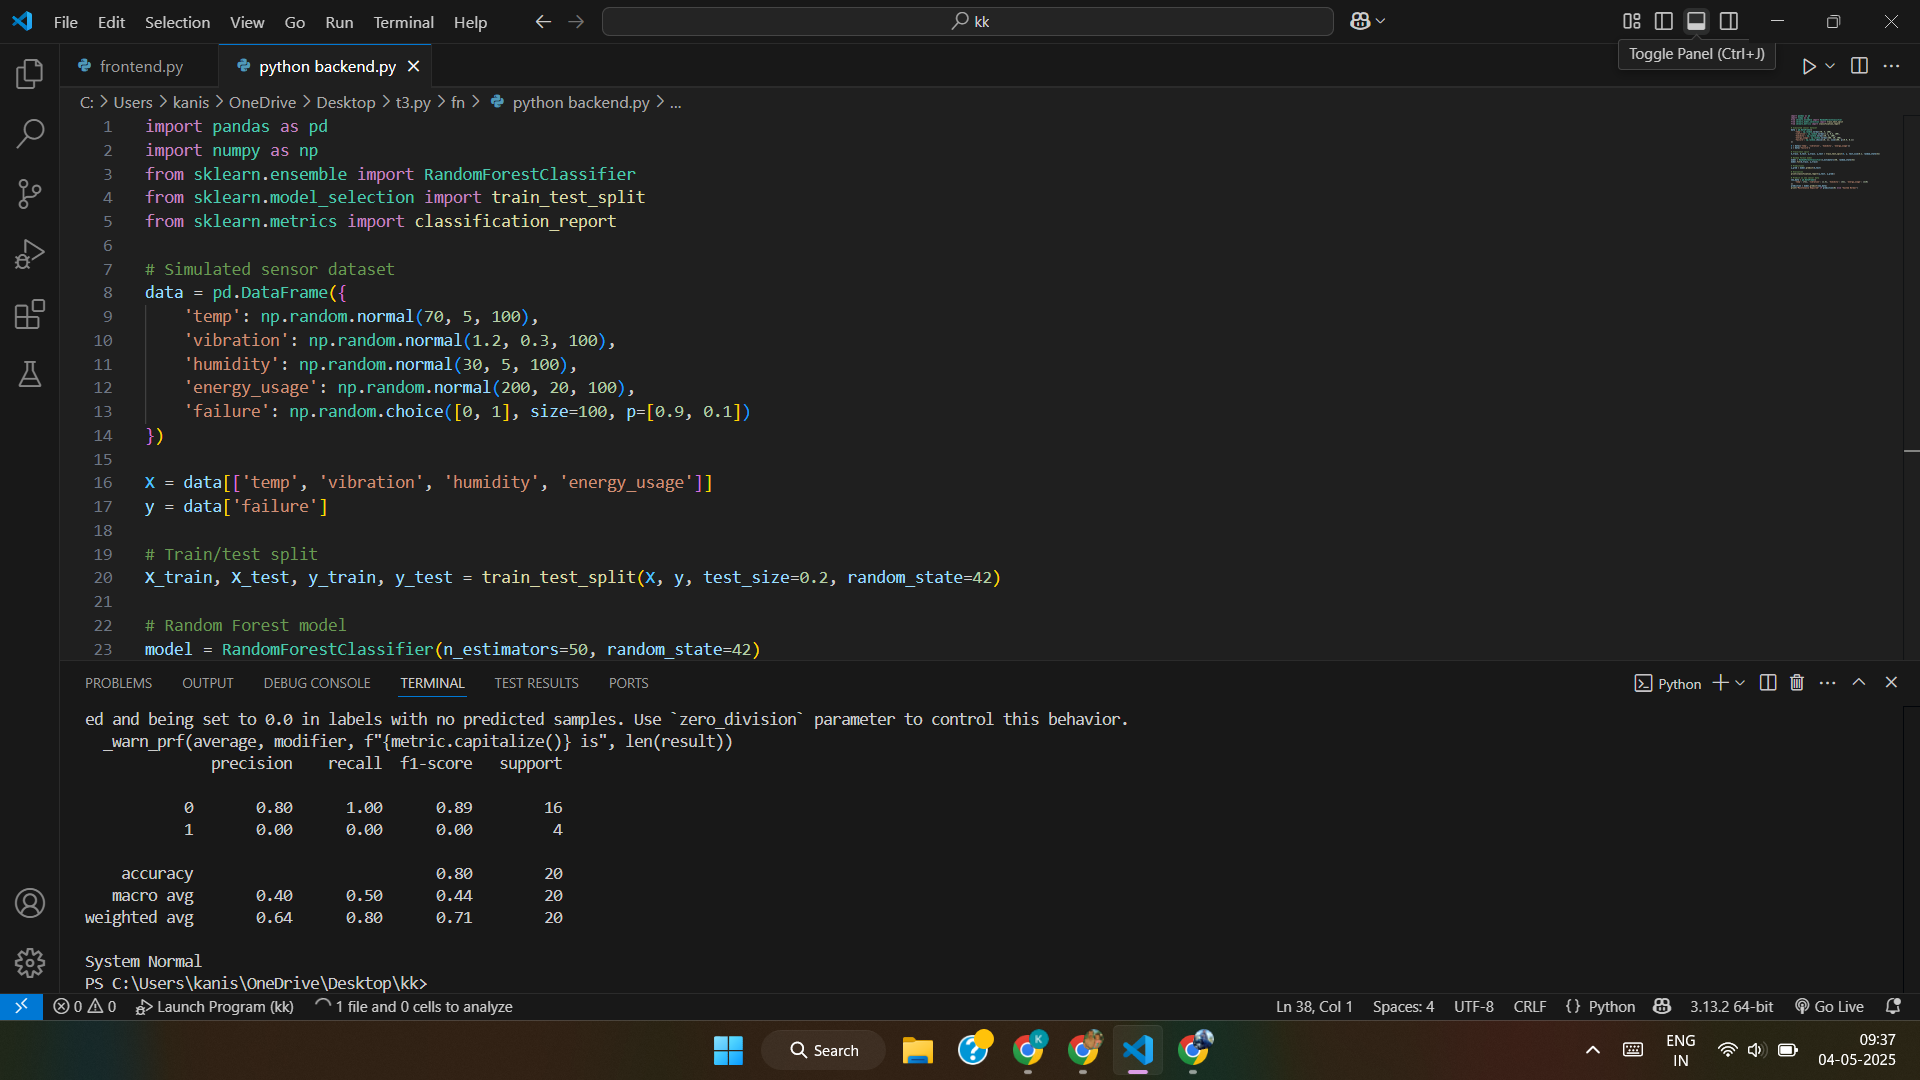 File Edit Selection View Go Run Terminal Help
kk
Toggle Panel (Ctrl+J)
frontend.py
python backend.py
C: > Users > kanis > OneDrive > Desktop > t3.py > fn > python backend.py > ...
1 import pandas as pd
2 import numpy as np
3 from sklearn.ensemble import RandomForestClassifier
4 from sklearn.model_selection import train_test_split
5 from sklearn.metrics import classification_report
6
7 # Simulated sensor dataset
8 data = pd.DataFrame({
9     'temp': np.random.normal(70, 5, 100),
10     'vibration': np.random.normal(1.2, 0.3, 100),
11     'humidity': np.random.normal(30, 5, 100),
12     'energy_usage': np.random.normal(200, 20, 100),
13     'failure': np.random.choice([0, 1], size=100, p=[0.9, 0.1])
14 })
15
16 X = data[['temp', 'vibration', 'humidity', 'energy_usage']]
17 y = data['failure']
18
19 # Train/test split
20 X_train, X_test, y_train, y_test = train_test_split(X, y, test_size=0.2, random_state=42)
21
22 # Random Forest model
23 model = RandomForestClassifier(n_estimators=50, random_state=42)
PROBLEMS OUTPUT DEBUG CONSOLE TERMINAL TEST RESULTS PORTS
Python
ed and being set to 0.0 in labels with no predicted samples. Use `zero_division` parameter to control this behavior.
_warn_prf(average, modifier, f"{metric.capitalize()} is", len(result))
precision recall f1-score support
0 0.80 1.00 0.89 16
1 0.00 0.00 0.00 4
accuracy 0.80 20
macro avg 0.40 0.50 0.44 20
weighted avg 0.64 0.80 0.71 20
System Normal
PS C:\Users\kanis\OneDrive\Desktop\kk>
0 0 Launch Program (kk) 1 file and 0 cells to analyze Ln 38, Col 1 Spaces: 4 UTF-8 CRLF {} Python 3.13.2 64-bit Go Live
Search
K
ENG
IN
09:37
04-05-2025